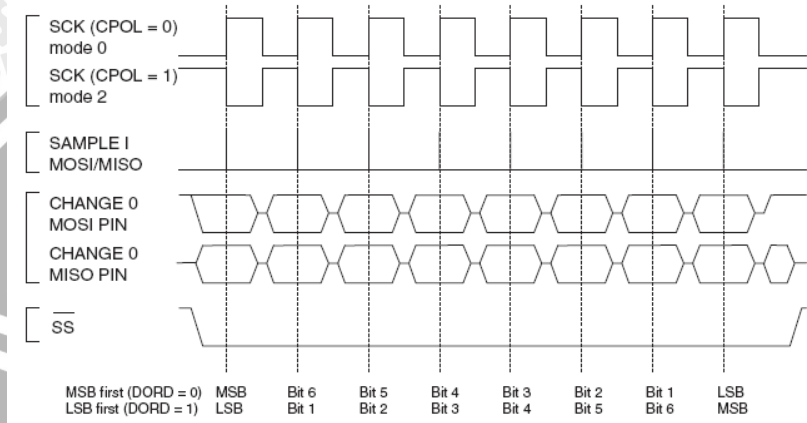 SCK (CPOL = 0)
mode 0
SCK (CPOL = 1)
mode 2
SAMPLE I
MOSI/MISO
CHANGE 0
MOSI PIN
CHANGE 0
MISO PIN
SS
MSB first (DORD = 0) MSB Bit 6 Bit 5 Bit 4 Bit 3 Bit 2 Bit 1 LSB
LSB first (DORD = 1) LSB Bit 1 Bit 2 Bit 3 Bit 4 Bit 5 Bit 6 MSB